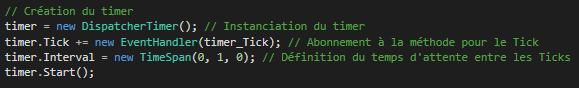 // Création du timer
timer = new DispatcherTimer(); // Instanciation du timer
timer.Tick += new EventHandler(timer_Tick); // Abonnement à la méthode pour le Tick
timer.Interval = new TimeSpan(0, 1, 0); // Définition du temps d'attente entre les Ticks
timer.Start();